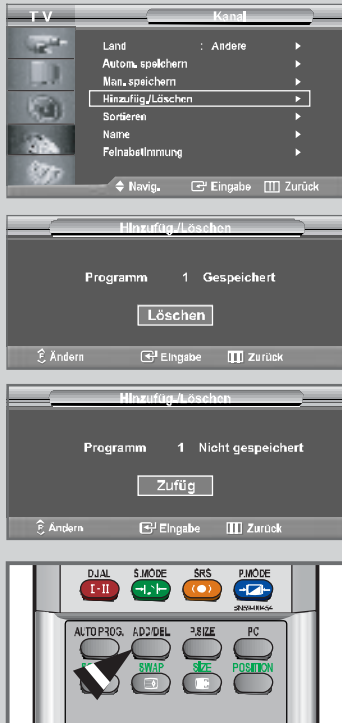 TV Kanal
Land : Andere
Autom. speichern
Man. speichern
Hinzufüg./Löschen
Sortieren
Name
Feinabstimmung
Navig. Eingabe Zurück
Hinzufüg./Löschen
Programm 1 Gespeichert
Löschen
Ändern Eingabe Zurück
Hinzufüg./Löschen
Programm 1 Nicht gespeichert
Zufüg
Ändern Eingabe Zurück
DUAL S.MODE SRS P.MODE
I-II
AUTO PROG. ADD/DEL P.SIZE PC
SWAP SIZE POSITION